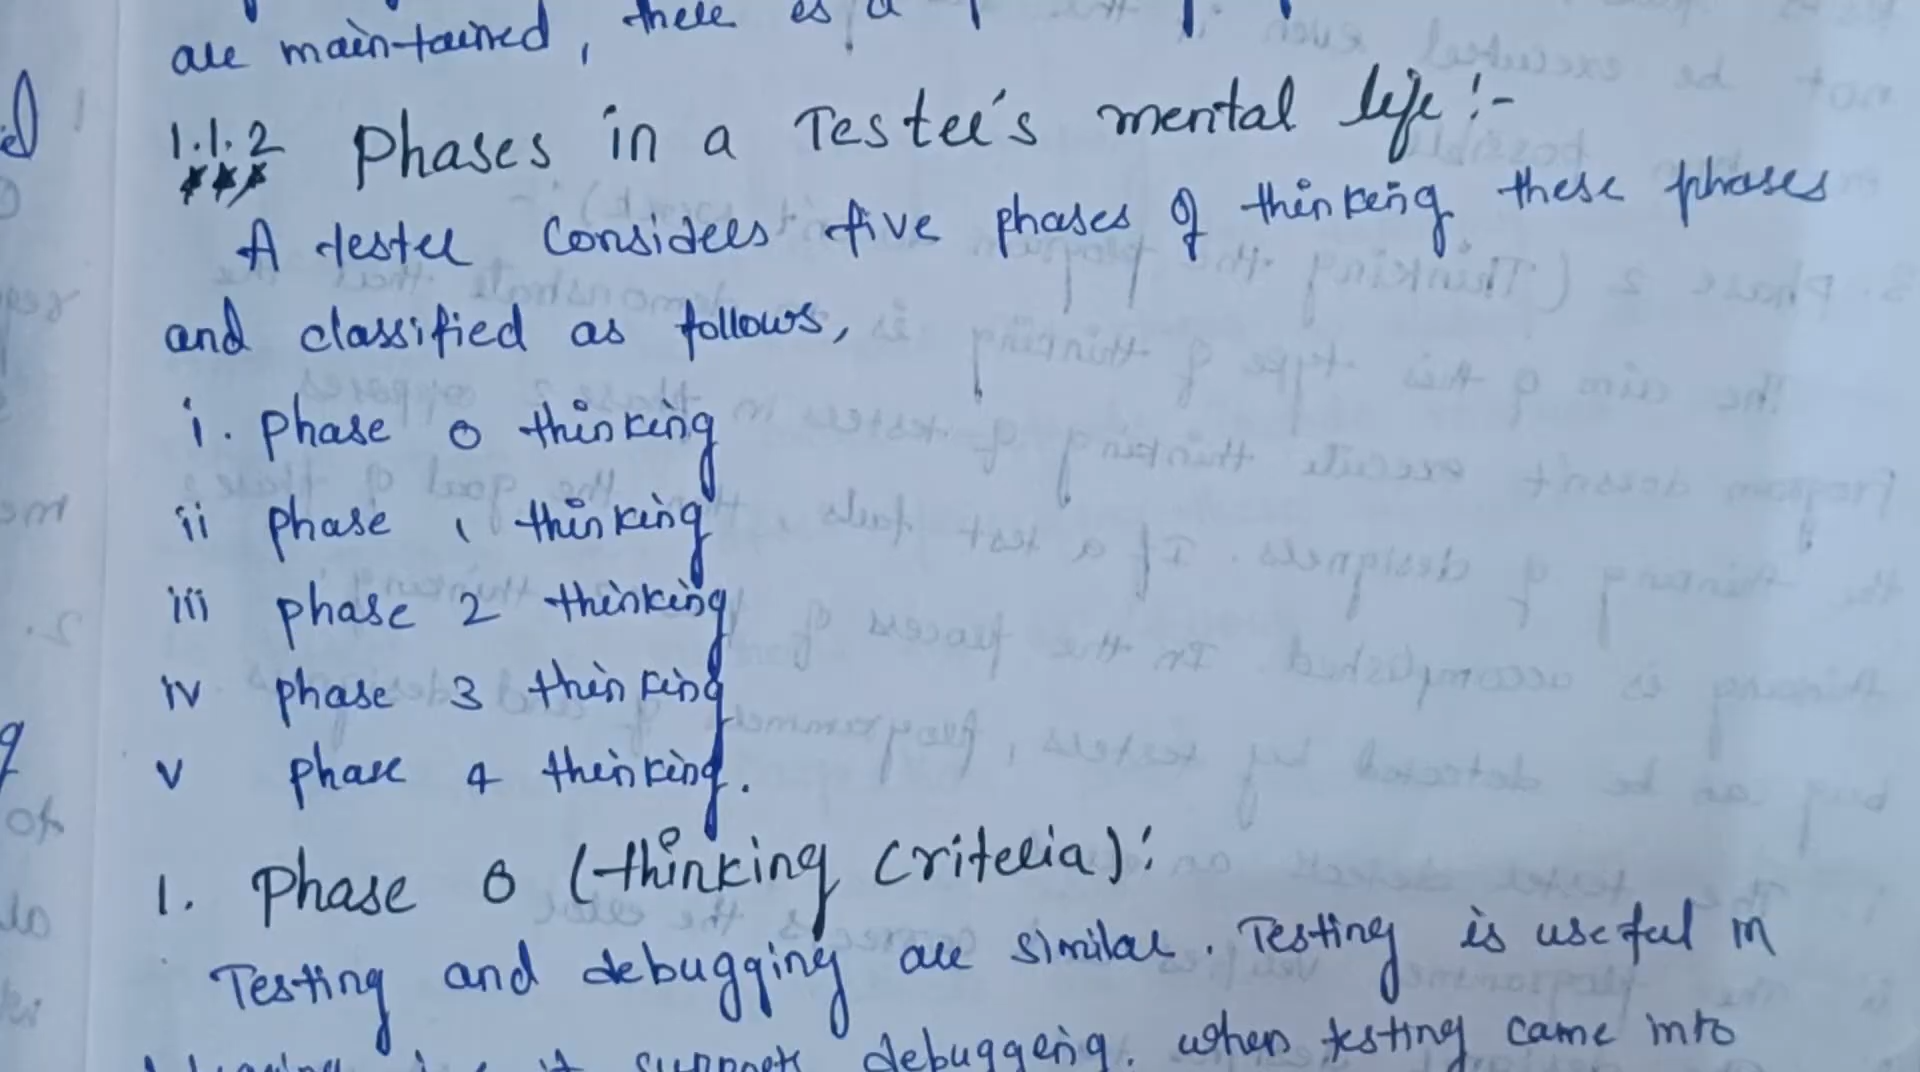 are maintained, there is a
1.1.2 Phases in a Tester's mental life:-
A tester considers five phases of thinking these phases
and classified as follows,
i. phase 0 thinking
ii phase 1 thinking
iii phase 2 thinking
iv phase 3 thinking
v phase 4 thinking.
1. Phase 0 (thinking Criteria):
Testing and debugging are similar. Testing is useful in
it supports debugging. when testing came into